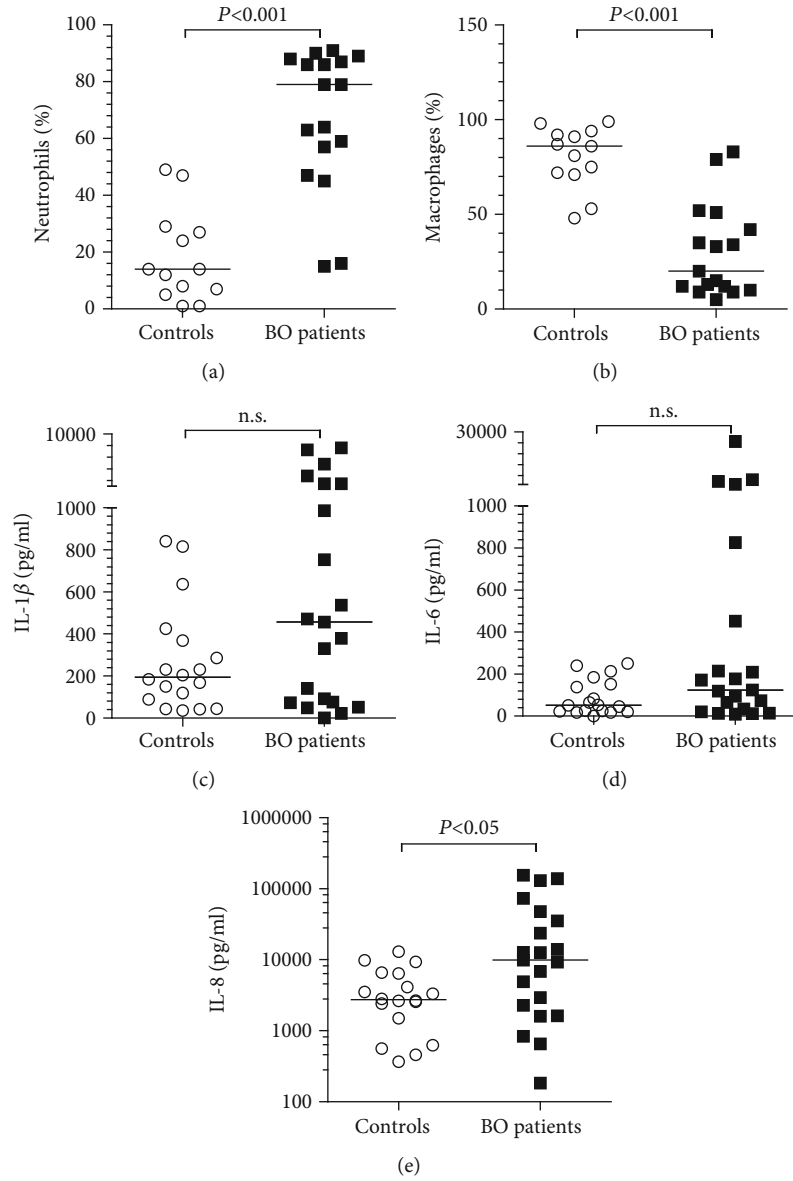 P<0.001
100
80
60
40
20
0
Neutrophils (%)
Controls
BO patients
(a)
P<0.001
150
100
50
0
Macrophages (%)
Controls
BO patients
(b)
n.s.
10000
1000
800
600
400
200
0
IL-1β (pg/ml)
Controls
BO patients
(c)
n.s.
30000
1000
800
600
400
200
0
IL-6 (pg/ml)
Controls
BO patients
(d)
P<0.05
1000000
100000
10000
1000
100
IL-8 (pg/ml)
Controls
BO patients
(e)